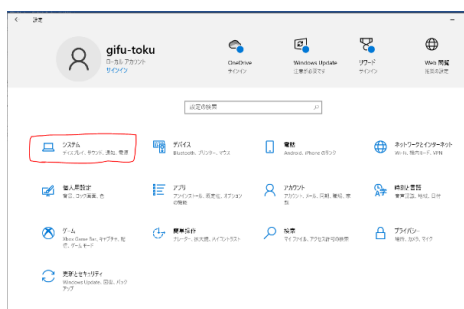 設定
gifu-toku
ローカル アカウント
サインイン
OneDrive
サインイン
Windows Update
注意が必要です
リワード
サインイン
Web 閲覧
設定の検索
システム
ディスプレイ、サウンド、通知、電源
デバイス
Bluetooth、プリンター、マウス
電話
Android, iPhone のリンク
ネットワークとインターネット
Wi-Fi、機内モード、VPN
個人用設定
背景、ロック画面、色
アプリ
アンインストール、既定値、オプション
の機能
アカウント
アカウント、メール、同期、職場、家
族
時刻と言語
音声認識、地域、日付
ゲーム
Xbox Game Bar, キャプチャ, 配
信, ゲーム モード
簡単操作
ナレーター、拡大鏡、ハイコントラスト
検索
マイ ファイル、アクセス許可の検索
プライバシー
場所、カメラ、マイク
更新とセキュリティ
Windows Update、回復、バック
アップ